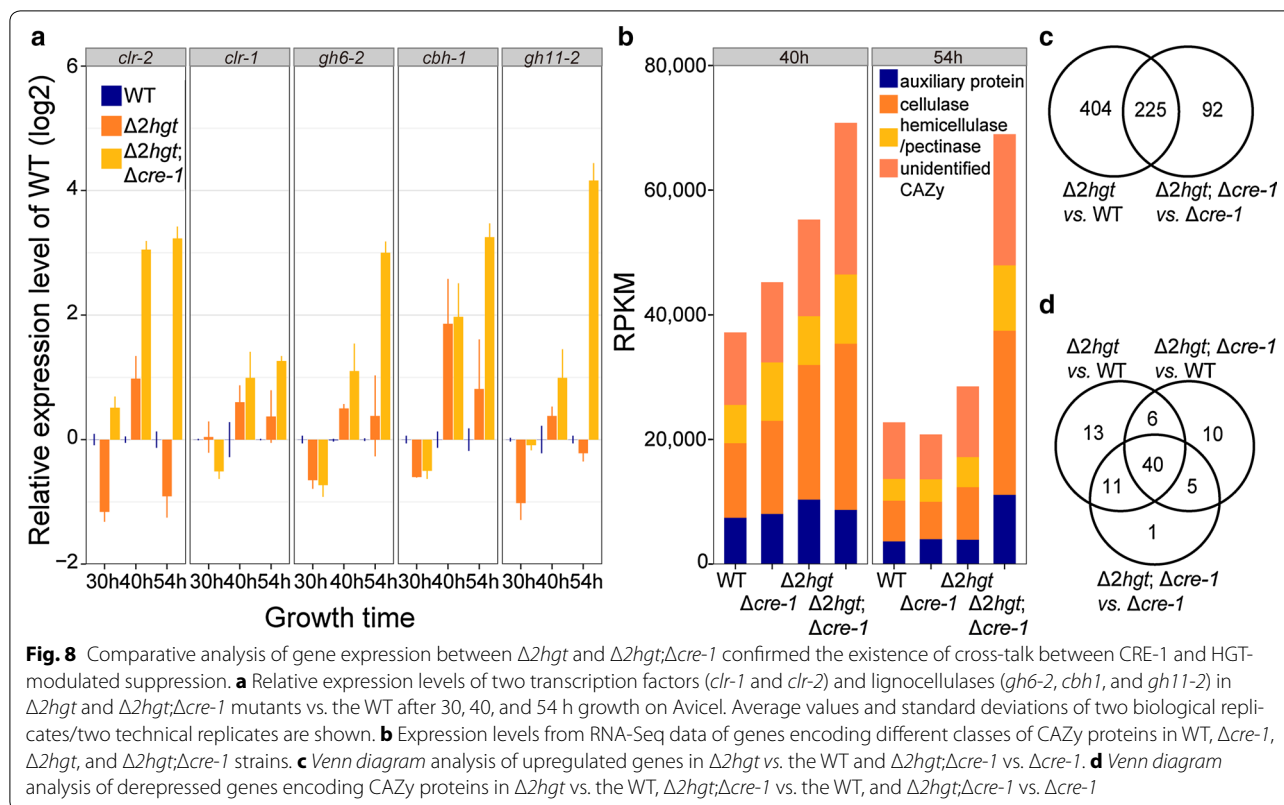 a
clr-2 clr-1 gh6-2 cbh-1 gh11-2
Relative expression level of WT (log2)
6
4
2
0
−2
WT
Δ2hgt
Δ2hgt;
Δcre-1
30h40h54h 30h40h54h 30h40h54h 30h40h54h 30h40h54h
Growth time
b
40h 54h
RPKM
80,000
60,000
40,000
20,000
0
auxiliary protein
cellulase
hemicellulase
/pectinase
unidentified
CAZy
WT Δ2hgt WT Δ2hgt
Δcre-1 Δ2hgt; Δcre-1 Δ2hgt;
Δcre-1 Δcre-1
c
404 225 92
Δ2hgt Δ2hgt; Δcre-1
vs. WT vs. Δcre-1
d
Δ2hgt Δ2hgt; Δcre-1
vs. WT vs. WT
13 6 10
40
11 5
1
Δ2hgt; Δcre-1
vs. Δcre-1
Fig. 8 Comparative analysis of gene expression between Δ2hgt and Δ2hgt;Δcre-1 confirmed the existence of cross-talk between CRE-1 and HGT-
modulated suppression. a Relative expression levels of two transcription factors (clr-1 and clr-2) and lignocellulases (gh6-2, cbh1, and gh11-2) in
Δ2hgt and Δ2hgt;Δcre-1 mutants vs. the WT after 30, 40, and 54 h growth on Avicel. Average values and standard deviations of two biological repli-
cates/two technical replicates are shown. b Expression levels from RNA-Seq data of genes encoding different classes of CAZy proteins in WT, Δcre-1,
Δ2hgt, and Δ2hgt;Δcre-1 strains. c Venn diagram analysis of upregulated genes in Δ2hgt vs. the WT and Δ2hgt;Δcre-1 vs. Δcre-1. d Venn diagram
analysis of derepressed genes encoding CAZy proteins in Δ2hgt vs. the WT, Δ2hgt;Δcre-1 vs. the WT, and Δ2hgt;Δcre-1 vs. Δcre-1